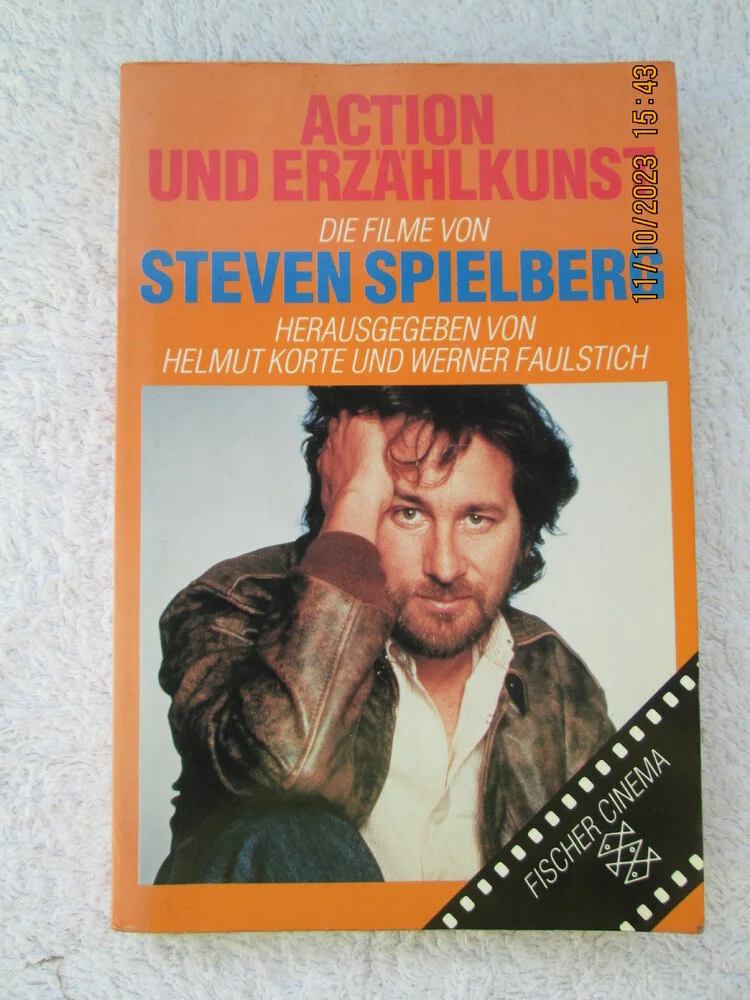 ACTION
UND ERZÄHLKUNST
DIE FILME VON
STEVEN SPIELBERG
HERAUSGEGEBEN VON
HELMUT KORTE UND WERNER FAULSTICH
FISCHER CINEMA
11/10/2023 15:43